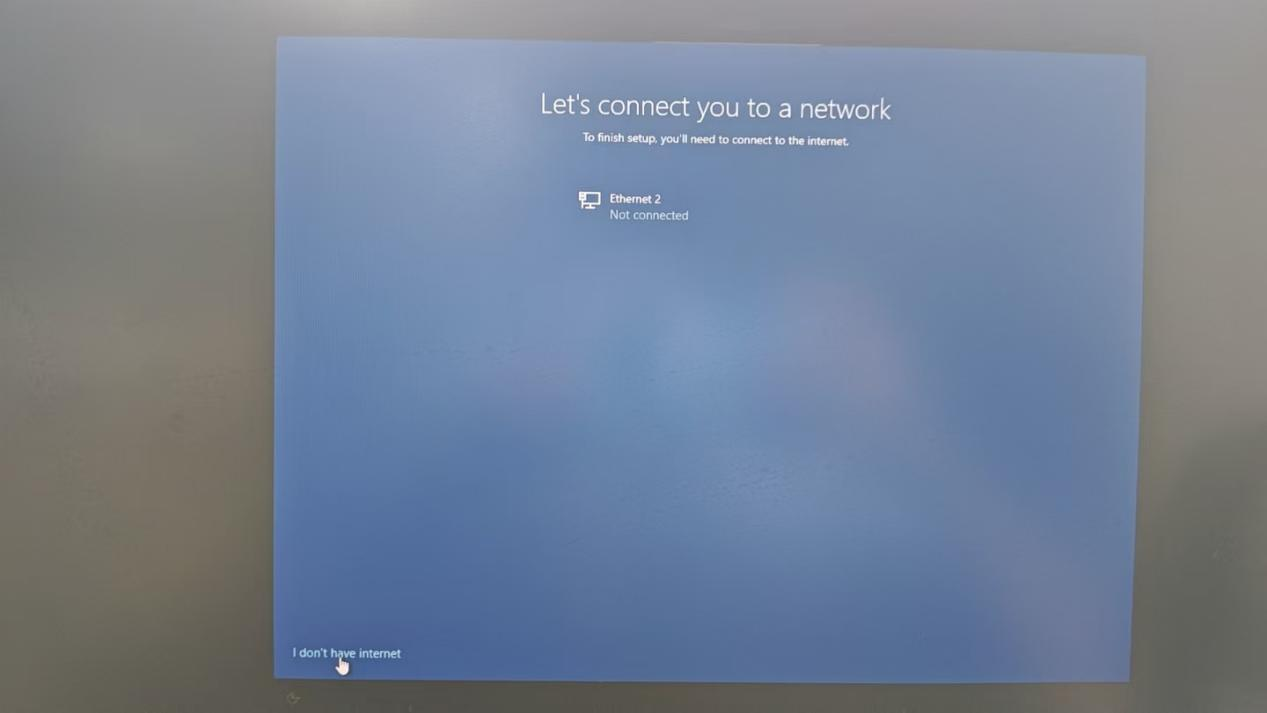 Let's connect you to a network
To finish setup, you'll need to connect to the internet.
Ethernet 2
Not connected
I don't have internet